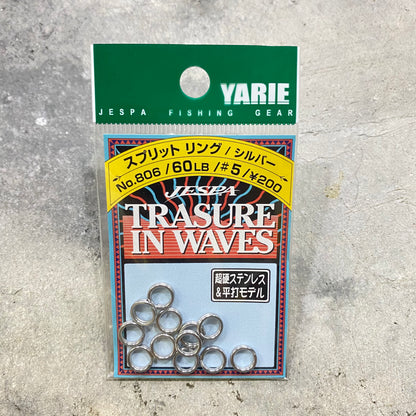 YARIE
JESPA FISHING GEAR
スプリット リング / シルバー
No.806 / 60LB / #5 / ¥200
JESPA
TRASURE
IN WAVES
超硬ステンレス
&平打モデル